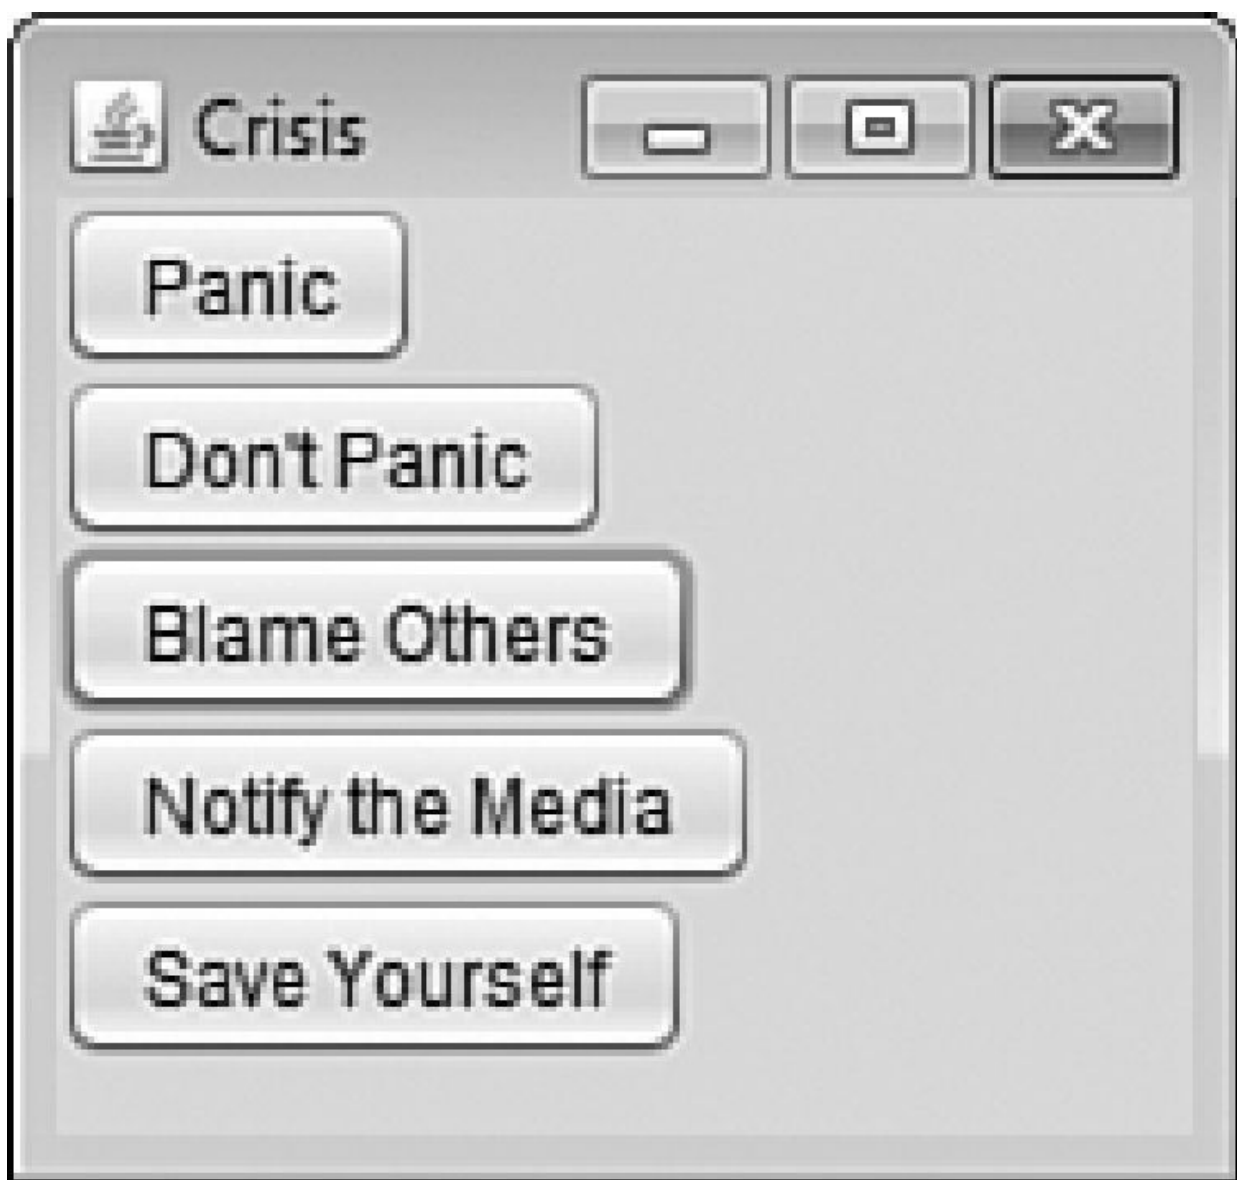 Crisis
Panic
Don't Panic
Blame Others
Notify the Media
Save Yourself